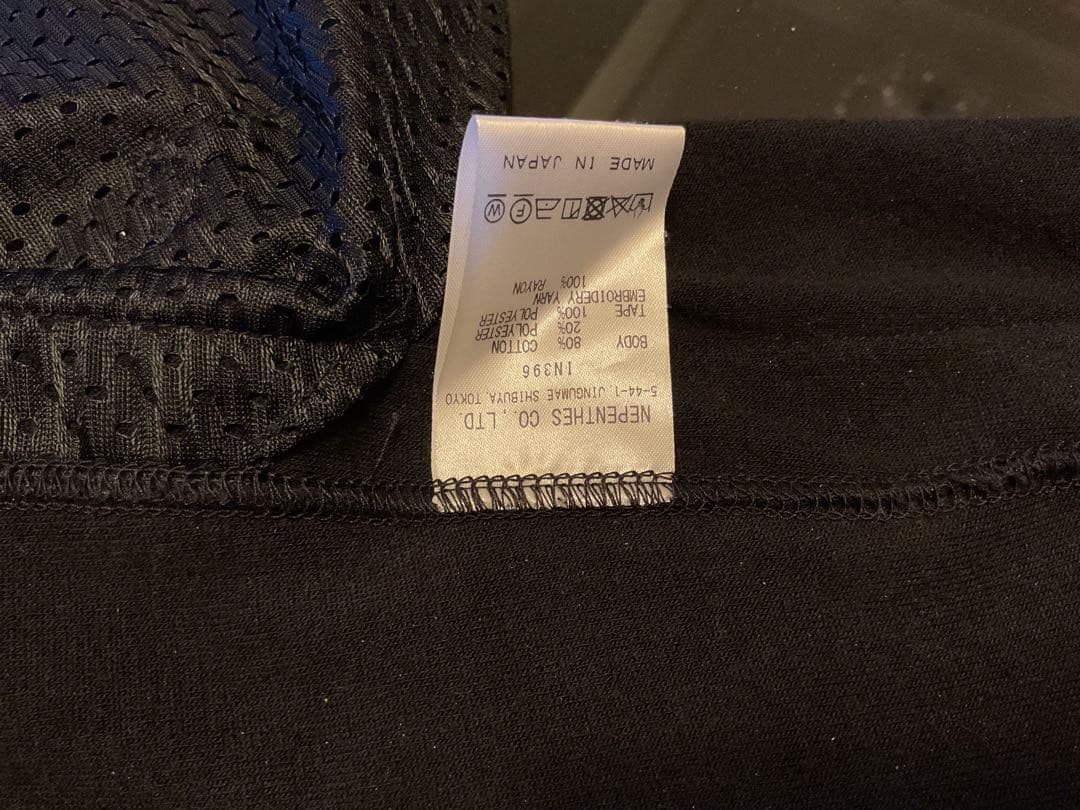 NEPENTHES CO., LTD.
5-44-1, JINGUMAE SHIBUYA, TOKYO
IN396
BODY 80% COTTON
20% POLYESTER
TAPE 100% POLYESTER
EMBROIDERY YARN
100% RAYON
W F
MADE IN JAPAN